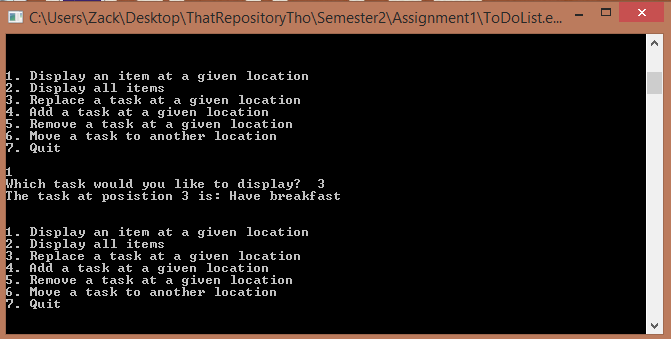 C:\Users\Zack\Desktop\ThatRepositoryTho\Semester2\Assignment1\ToDoList.e...
1. Display an item at a given location
2. Display all items
3. Replace a task at a given location
4. Add a task at a given location
5. Remove a task at a given location
6. Move a task to another location
7. Quit
1
Which task would you like to display?  3
The task at posistion 3 is: Have breakfast
1. Display an item at a given location
2. Display all items
3. Replace a task at a given location
4. Add a task at a given location
5. Remove a task at a given location
6. Move a task to another location
7. Quit